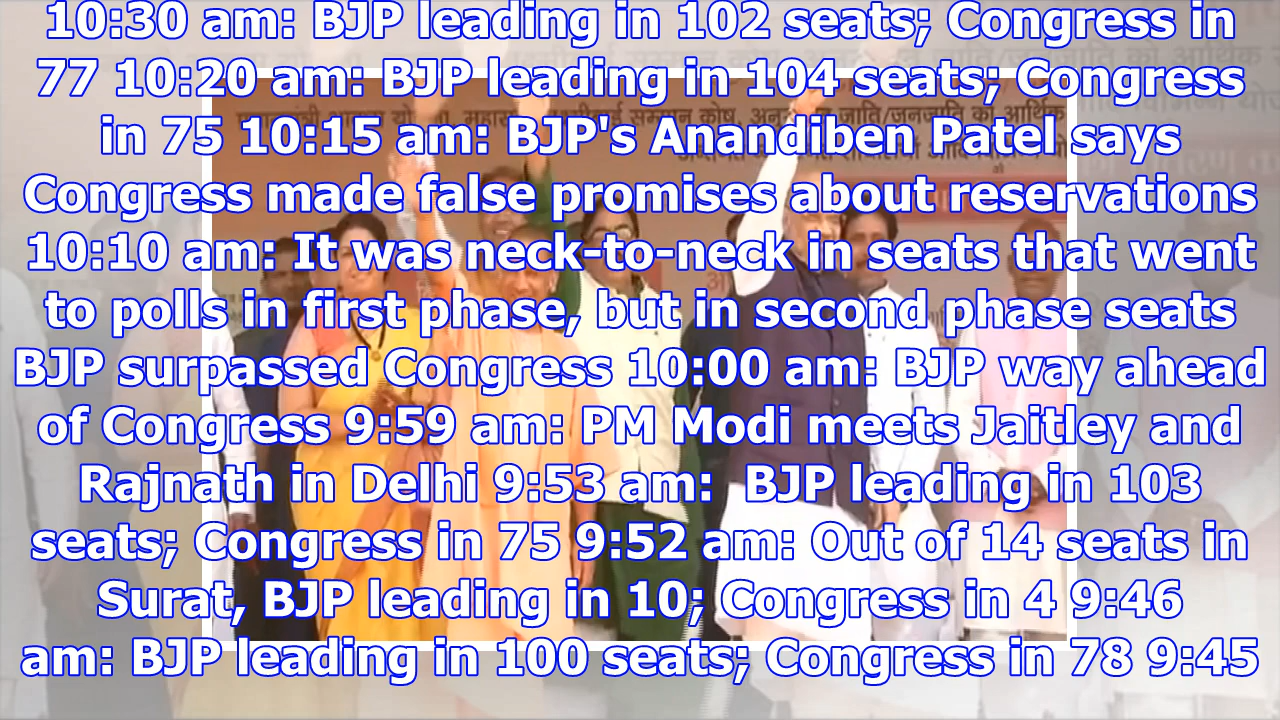 10:30 am: BJP leading in 102 seats; Congress in
77 10:20 am: BJP leading in 104 seats; Congress
in 75 10:15 am: BJP's Anandiben Patel says
Congress made false promises about reservations
10:10 am: It was neck-to-neck in seats that went
to polls in first phase, but in second phase seats
BJP surpassed Congress 10:00 am: BJP way ahead
of Congress 9:59 am: PM Modi meets Jaitley and
Rajnath in Delhi 9:53 am:  BJP leading in 103
seats; Congress in 75 9:52 am: Out of 14 seats in
Surat, BJP leading in 10; Congress in 4 9:46
am: BJP leading in 100 seats; Congress in 78 9:45